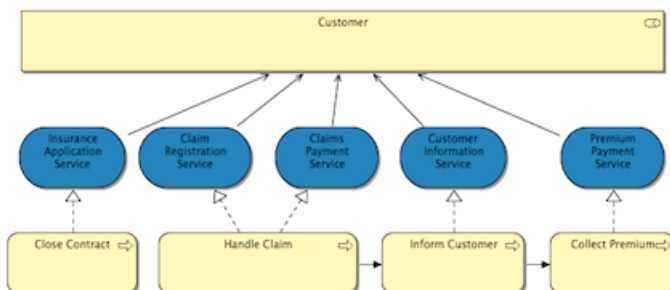 Customer
Insurance
Application
Service
Claim
Registration
Service
Claims
Payment
Service
Customer
Information
Service
Premium
Payment
Service
Close Contract
Handle Claim
Inform Customer
Collect Premium